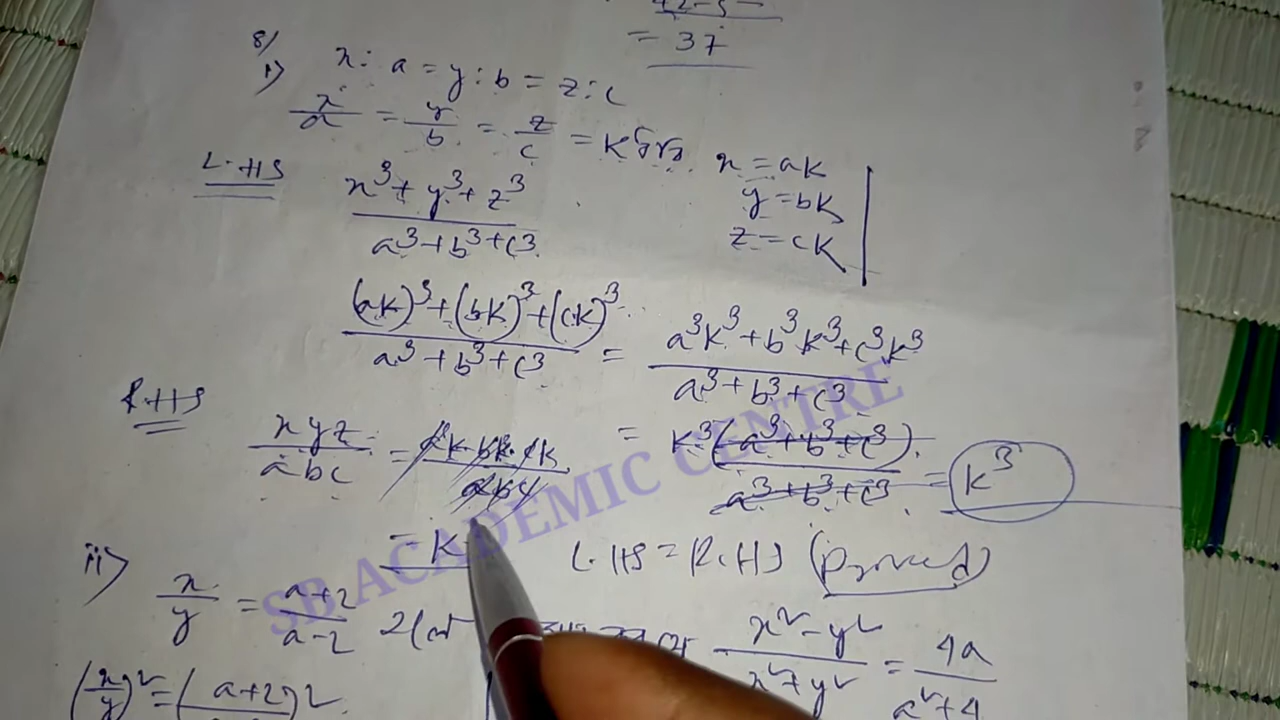 = 37
8)
i) x : a = y : b = z : c
x/a = y/b = z/c = k
x = ak
y = bk
z = ck
L.H.S
x³ + y³ + z³ / a³ + b³ + c³
(ak)³ + (bk)³ + (ck)³ / a³ + b³ + c³ = a³k³ + b³k³ + c³k³ / a³ + b³ + c³
= k³(a³ + b³ + c³) / a³ + b³ + c³ = k³
R.H.S
xyz / abc = ak · bk · ck / abc
= k
L.H.S = R.H.S (Proved)
ii) x/y = a+2 / a-2
x² - y² / x² + y² = 4a / a² + 4
(x/y)² = (a+2
)²
SB ACADEMIC CENTRE